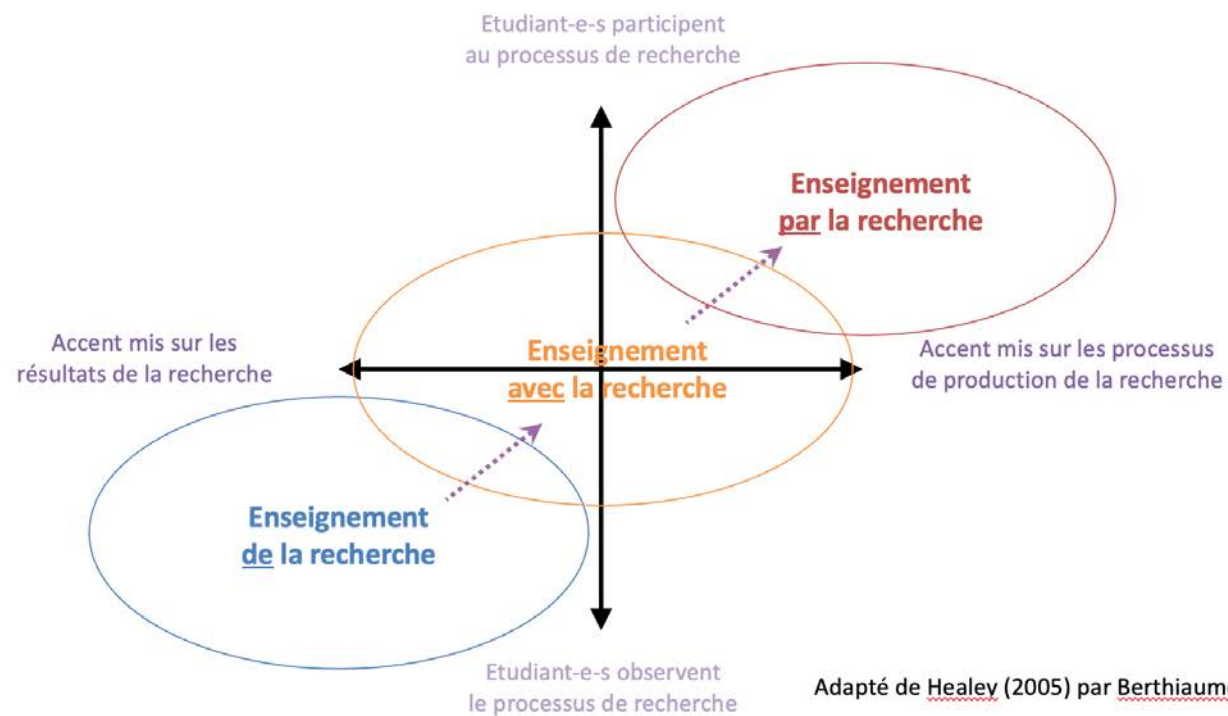 Etudiant-e-s participent
au processus de recherche
Enseignement
par la recherche
Accent mis sur les
résultats de la recherche
Enseignement
avec la recherche
Accent mis sur les processus
de production de la recherche
Enseignement
de la recherche
Etudiant-e-s observent
le processus de recherche
Adapté de Healey (2005) par Berthiaume